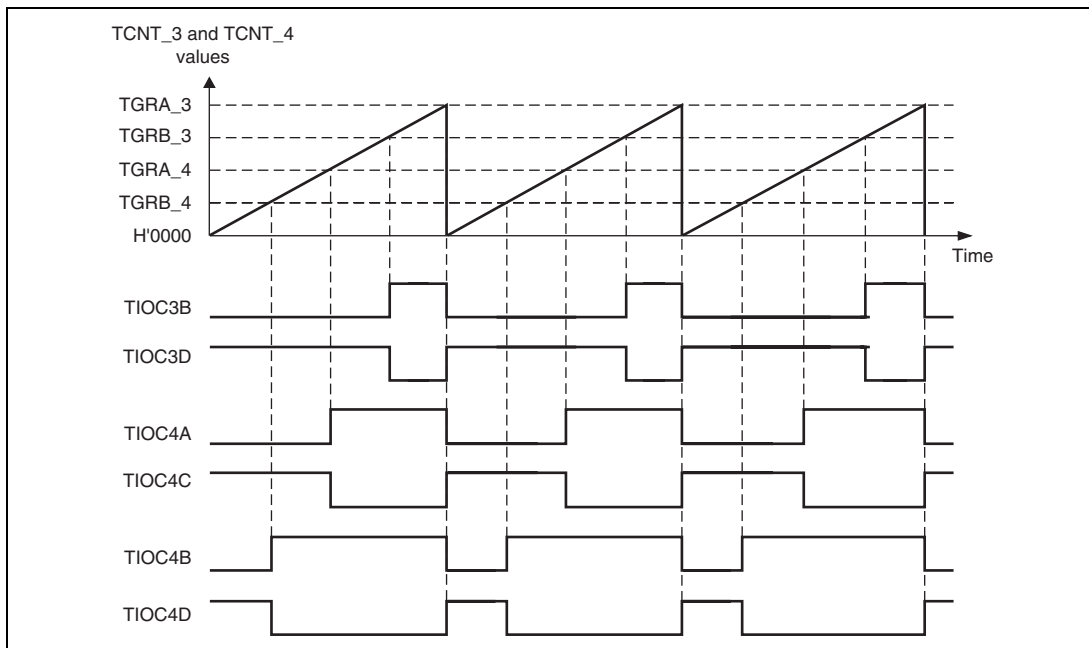 TCNT_3 and TCNT_4
values
TGRA_3
TGRB_3
TGRA_4
TGRB_4
H'0000
Time
TIOC3B
TIOC3D
TIOC4A
TIOC4C
TIOC4B
TIOC4D